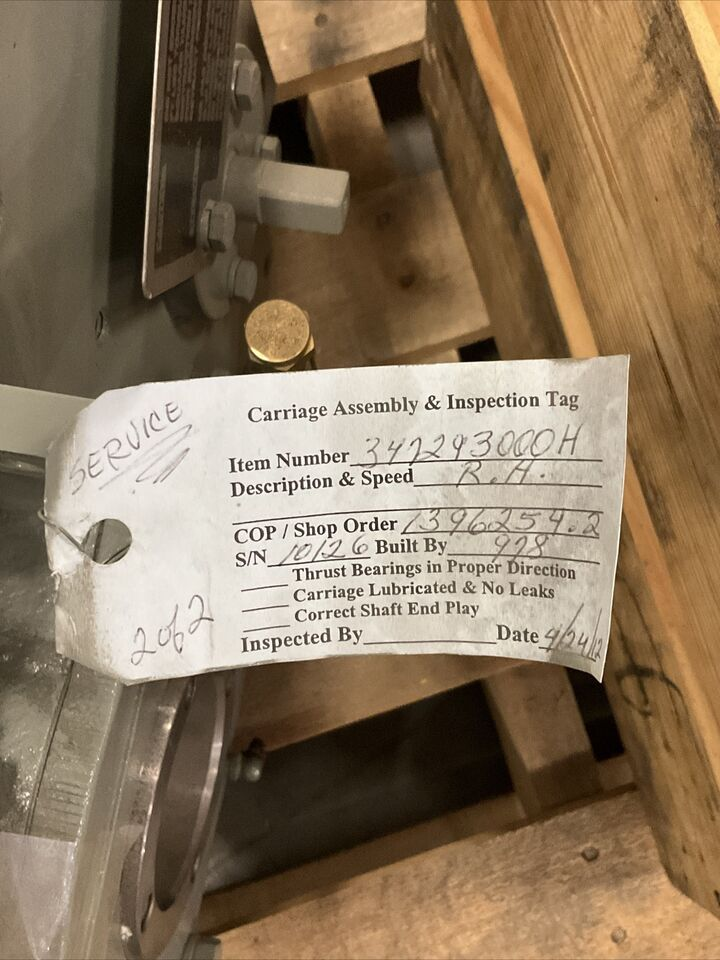 SERVICE
Carriage Assembly & Inspection Tag
Item Number 347293000H
Description & Speed R.A.
COP / Shop Order 1396254.2
S/N 10126 Built By 978
Thrust Bearings in Proper Direction
Carriage Lubricated & No Leaks
Correct Shaft End Play
Inspected By Date 4/24/12
2 of 2